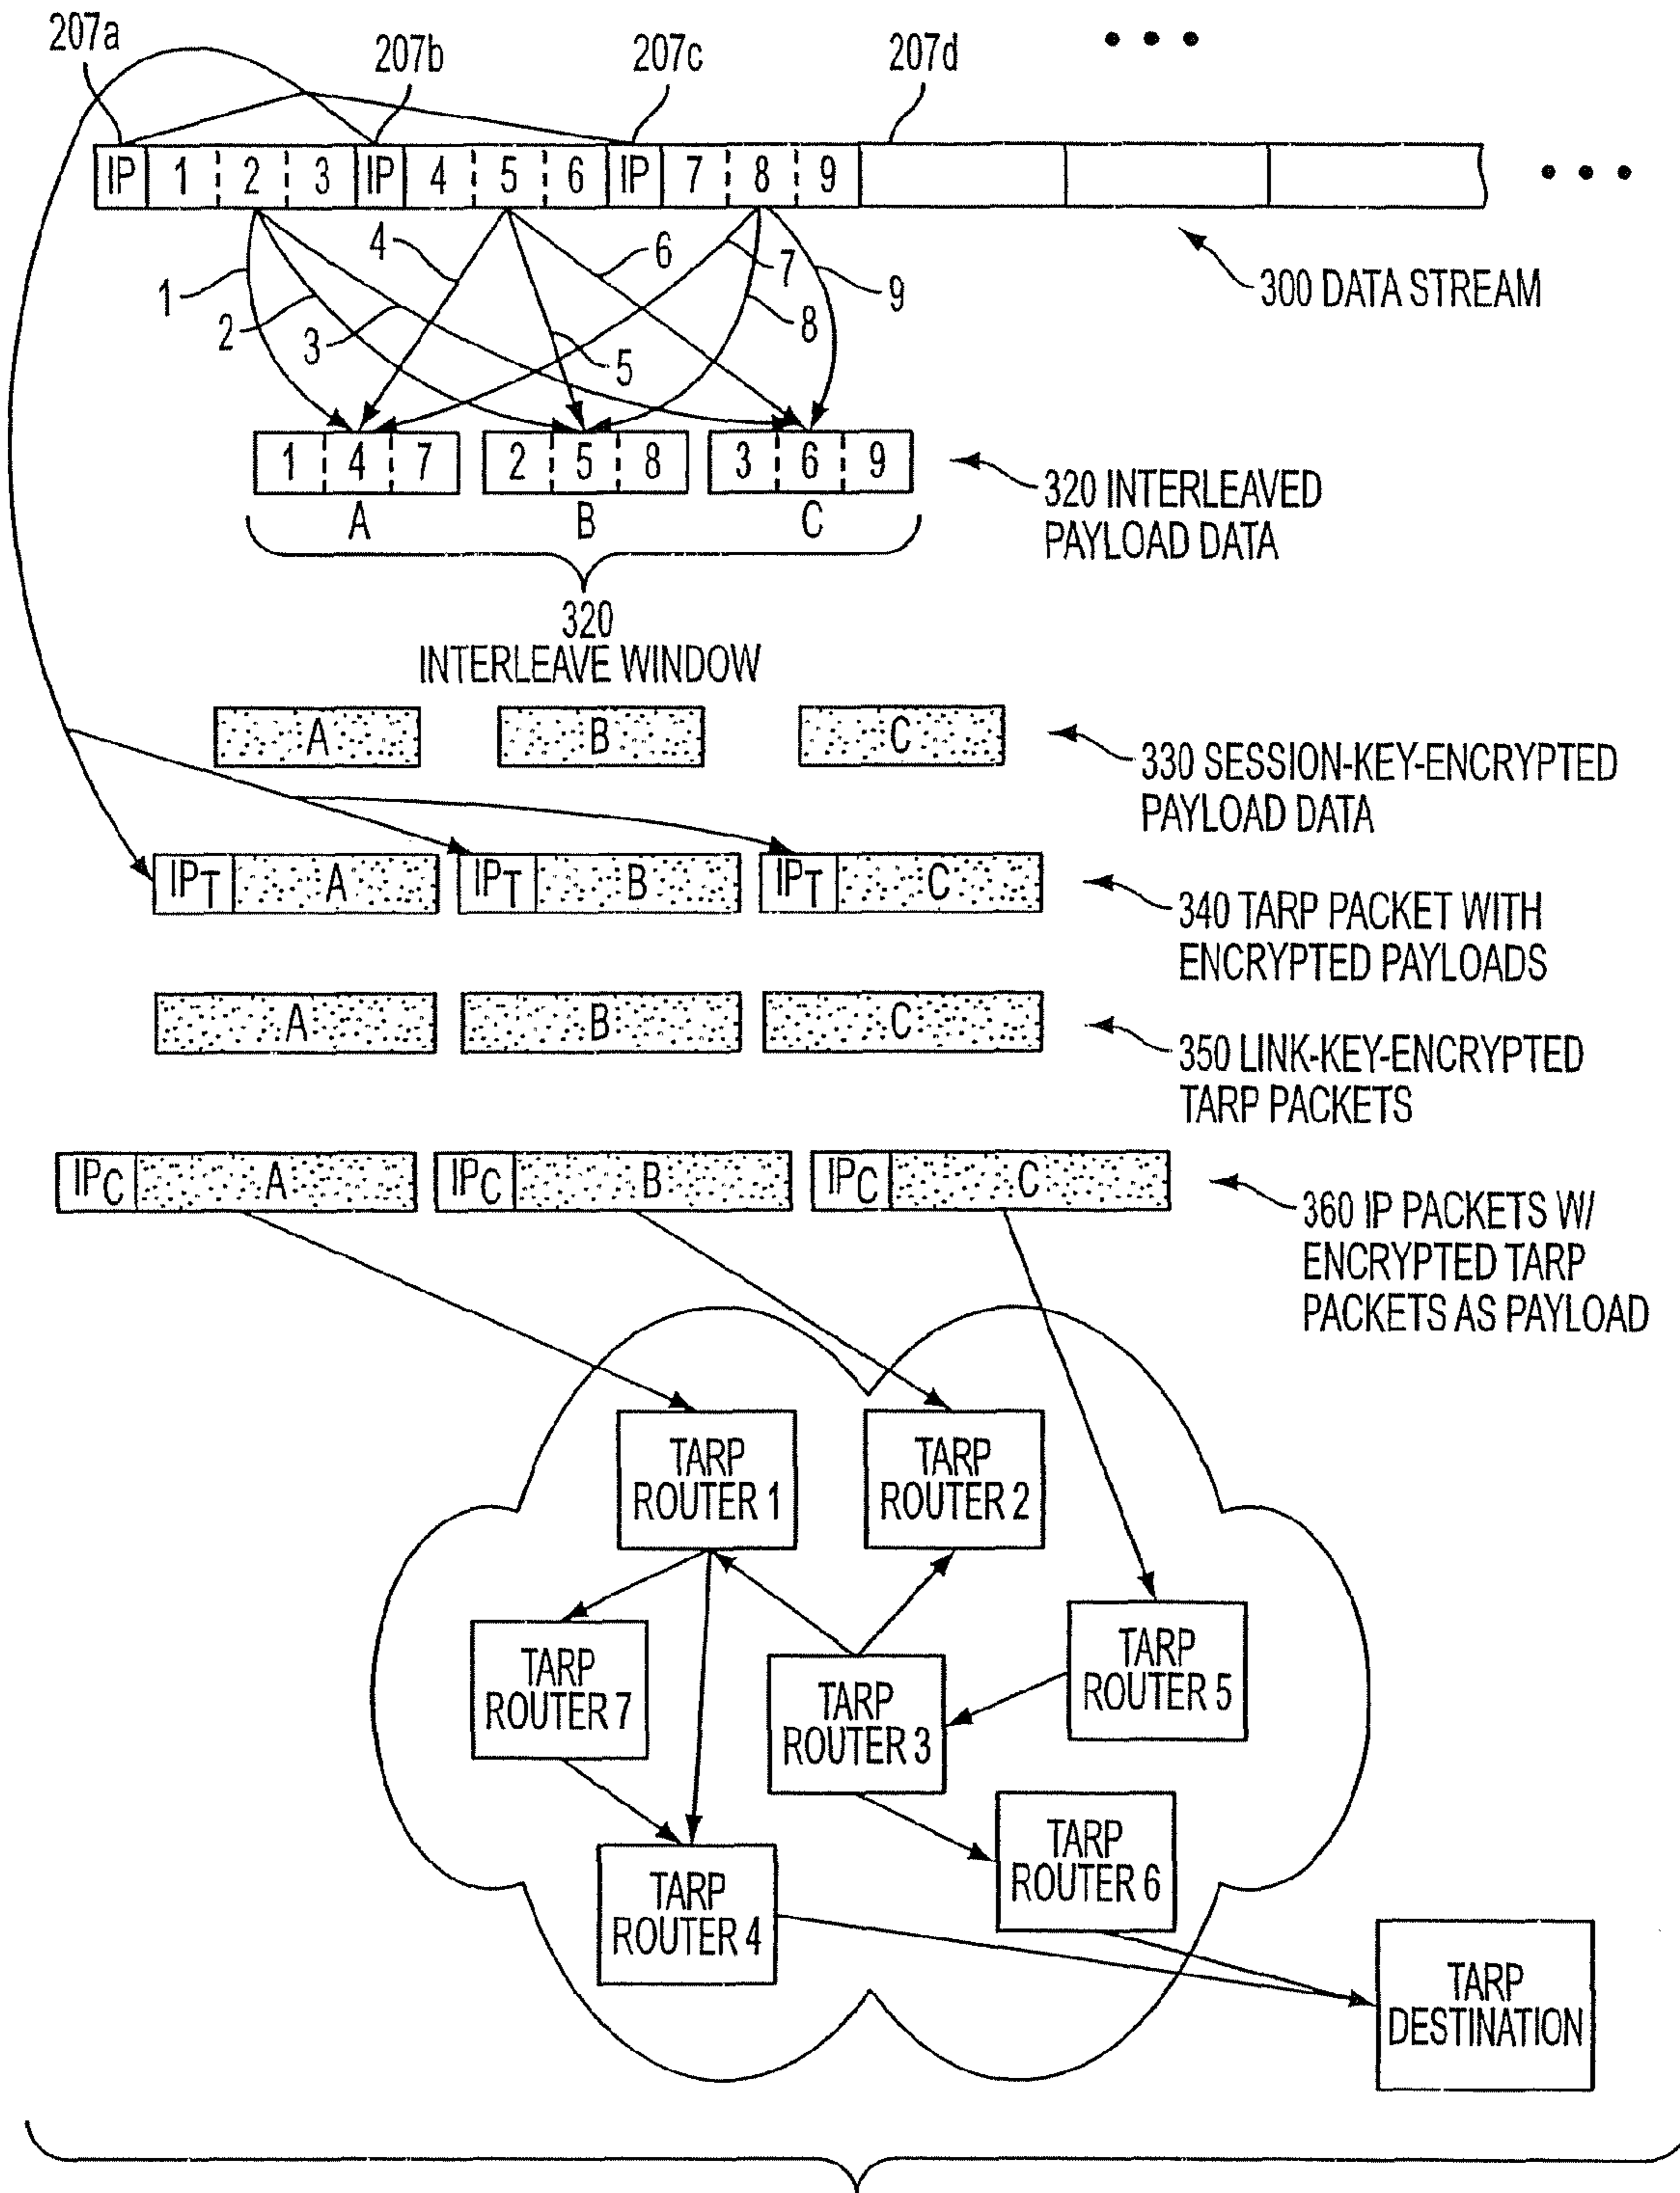 207a 207b 207c 207d
IP 1 2 3 IP 4 5 6 IP 7 8 9
1 2 3 4 5 6 7 8 9
300 DATA STREAM
1 4 7 2 5 8 3 6 9
A B C
320 INTERLEAVED
PAYLOAD DATA
320
INTERLEAVE WINDOW
A B C
330 SESSION-KEY-ENCRYPTED
PAYLOAD DATA
IPT A IPT B IPT C
340 TARP PACKET WITH
ENCRYPTED PAYLOADS
A B C
350 LINK-KEY-ENCRYPTED
TARP PACKETS
IPC A IPC B IPC C
360 IP PACKETS W/
ENCRYPTED TARP
PACKETS AS PAYLOAD
TARP
ROUTER 1
TARP
ROUTER 2
TARP
ROUTER 7
TARP
ROUTER 3
TARP
ROUTER 5
TARP
ROUTER 4
TARP
ROUTER 6
TARP
DESTINATION